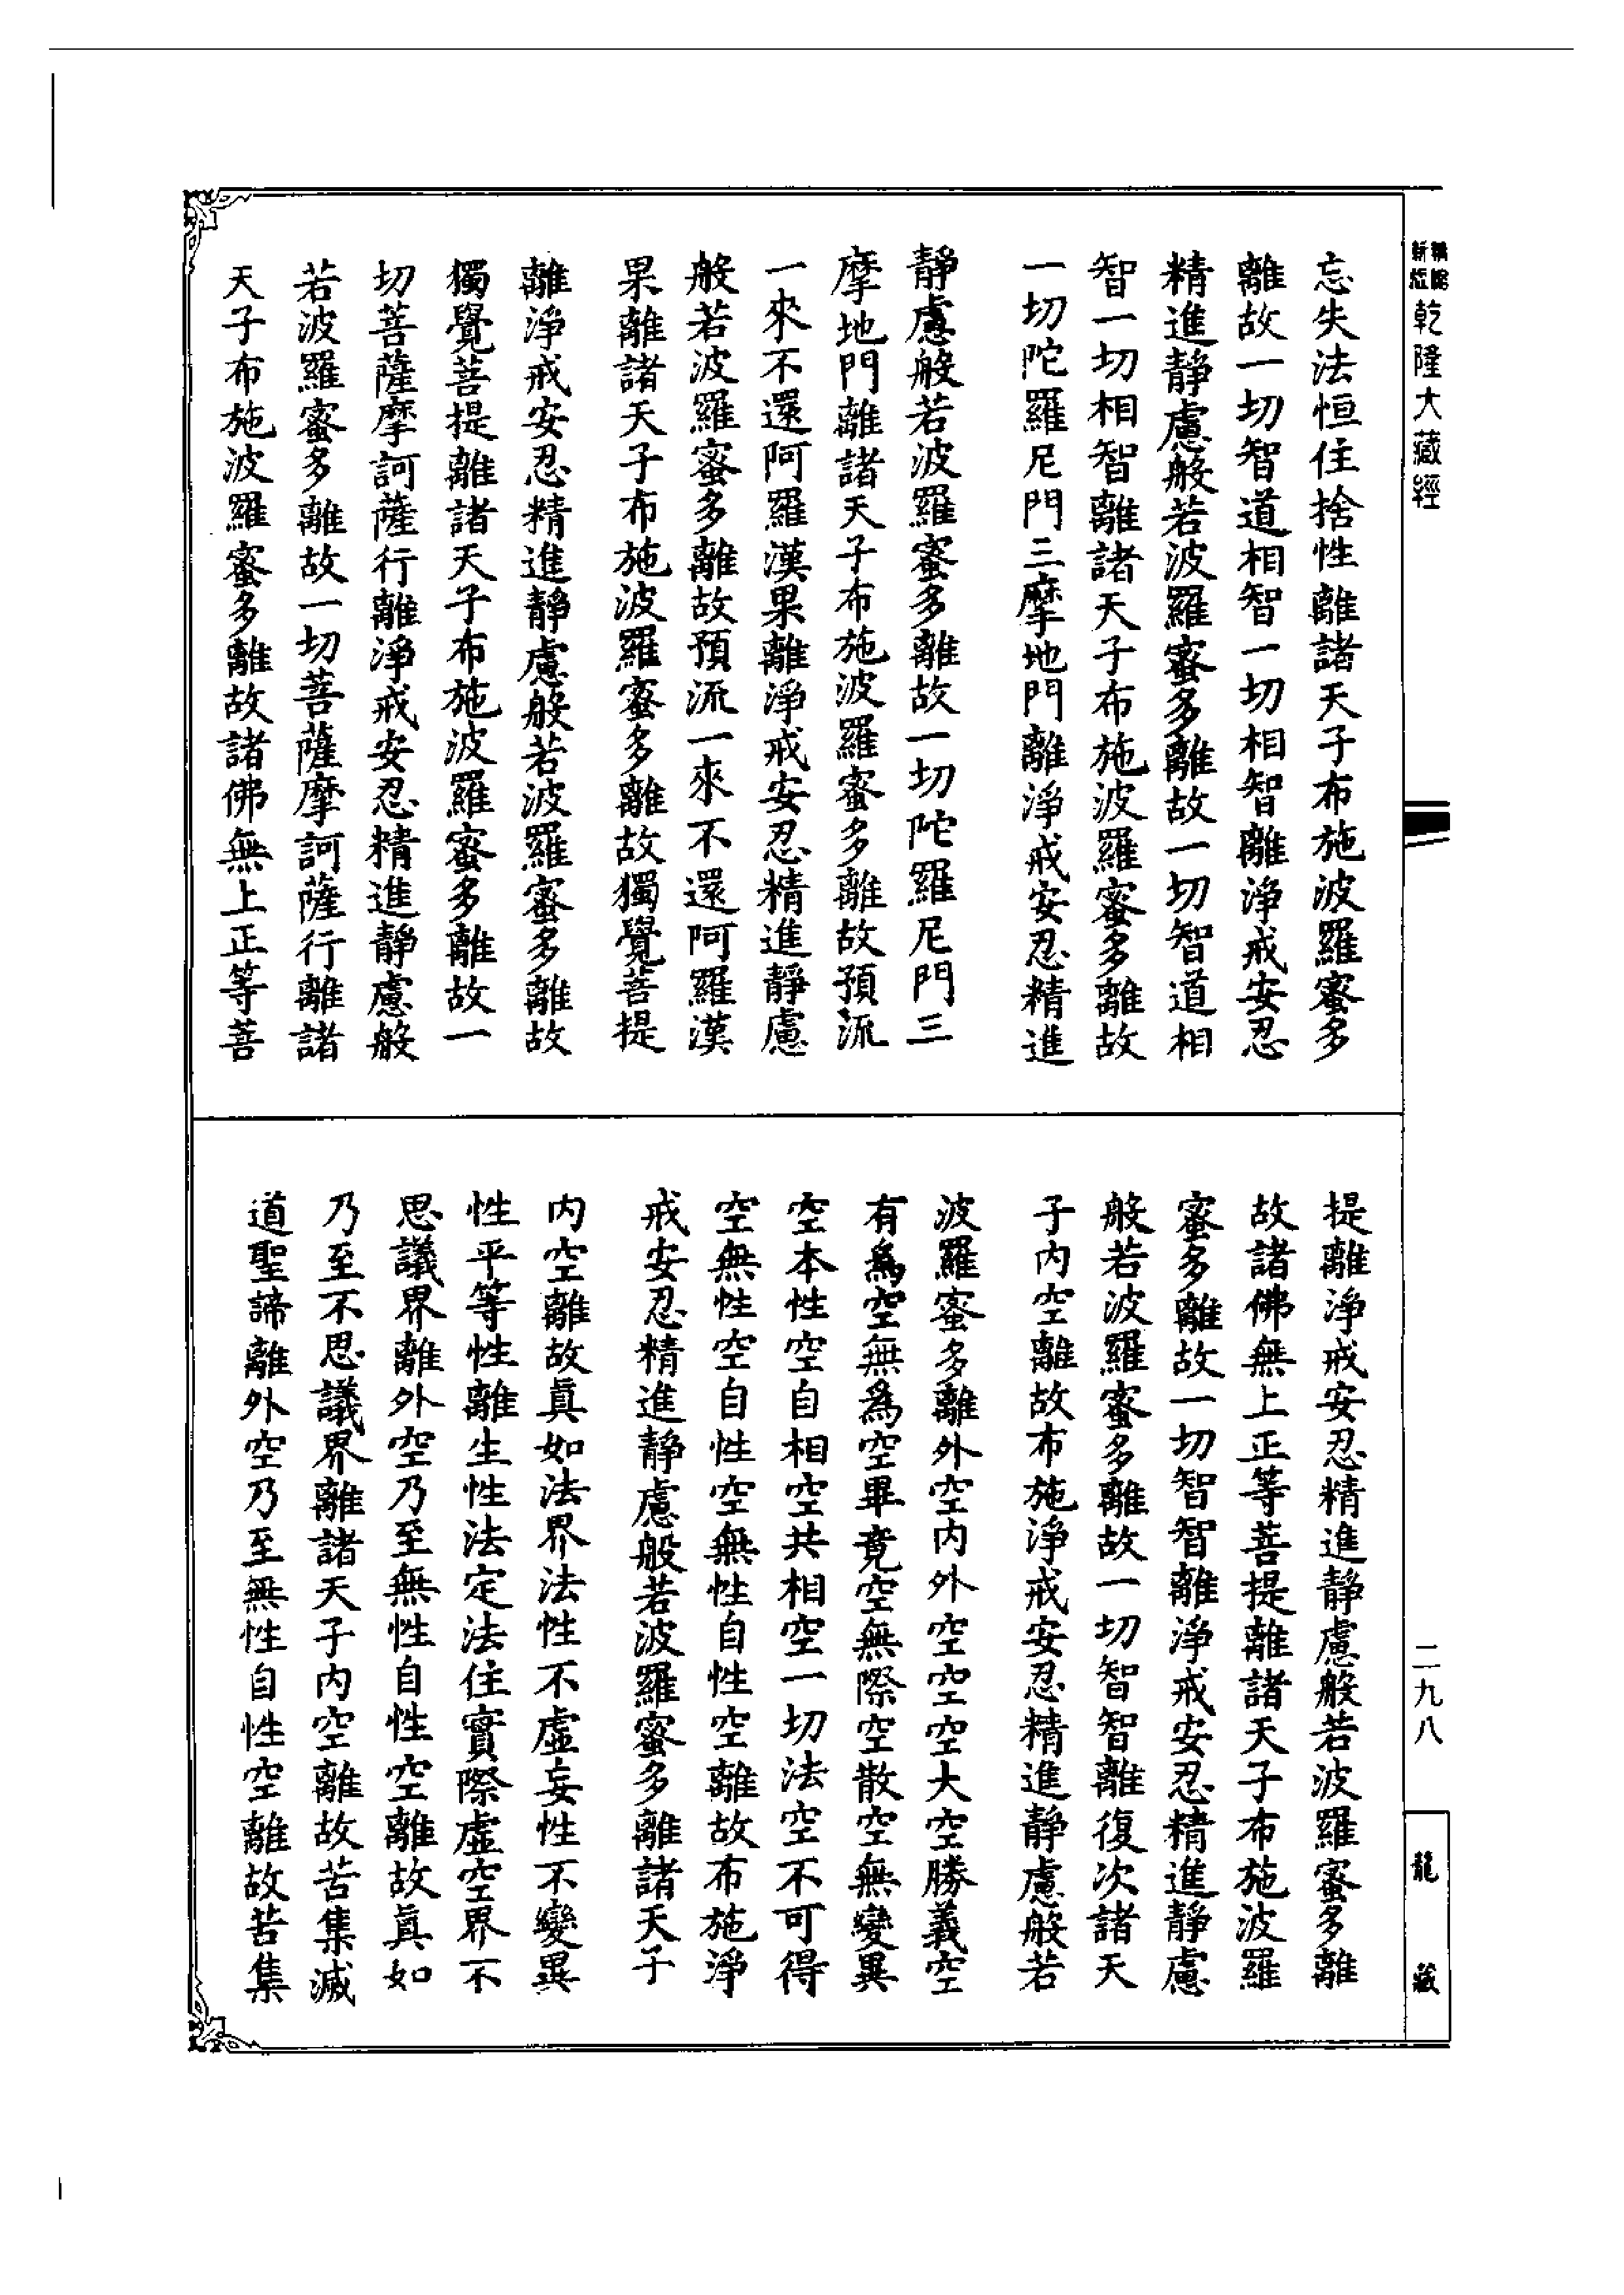 乾隆大藏經
忘失法恒住捨性離諸天子布施波羅蜜多
離故一切智道相智一切相智離淨戒安忍
精進靜慮般若波羅蜜多離故一切智道相
智一切相智離諸天子布施波羅蜜多離故
一切陀羅尼門三摩地門離淨戒安忍精進
靜慮般若波羅蜜多離故一切陀羅尼門三
摩地門離諸天子布施波羅蜜多離故預流
一來不還阿羅漢果離淨戒安忍精進靜慮
般若波羅蜜多離故預流一來不還阿羅漢
果離諸天子布施波羅蜜多離故獨覺菩提
離淨戒安忍精進靜慮般若波羅蜜多離故
獨覺菩提離諸天子布施波羅蜜多離故一
切菩薩摩訶薩行離淨戒安忍精進靜慮般
若波羅蜜多離故一切菩薩摩訶薩行離諸
天子布施波羅蜜多離故諸佛無上正等菩
提離淨戒安忍精進靜慮般若波羅蜜多離
故諸佛無上正等菩提離諸天子布施波羅
蜜多離故一切智智離淨戒安忍精進靜慮
般若波羅蜜多離故一切智智離復次諸天
子內空離故布施淨戒安忍精進靜慮般若
波羅蜜多離外空內外空空空大空勝義空
有爲空無爲空畢竟空無際空散空無變異
空本性空自相空共相空一切法空不可得
空無性空自性空無性自性空離故布施淨
戒安忍精進靜慮般若波羅蜜多離諸天子
內空離故真如法界法性不虛妄性不變異
性平等性離生性法定法住實際虛空界不
思議界離外空乃至無性自性空離故真如
乃至不思議界離諸天子內空離故苦集滅
道聖諦離外空乃至無性自性空離故苦集
二九八
龍藏